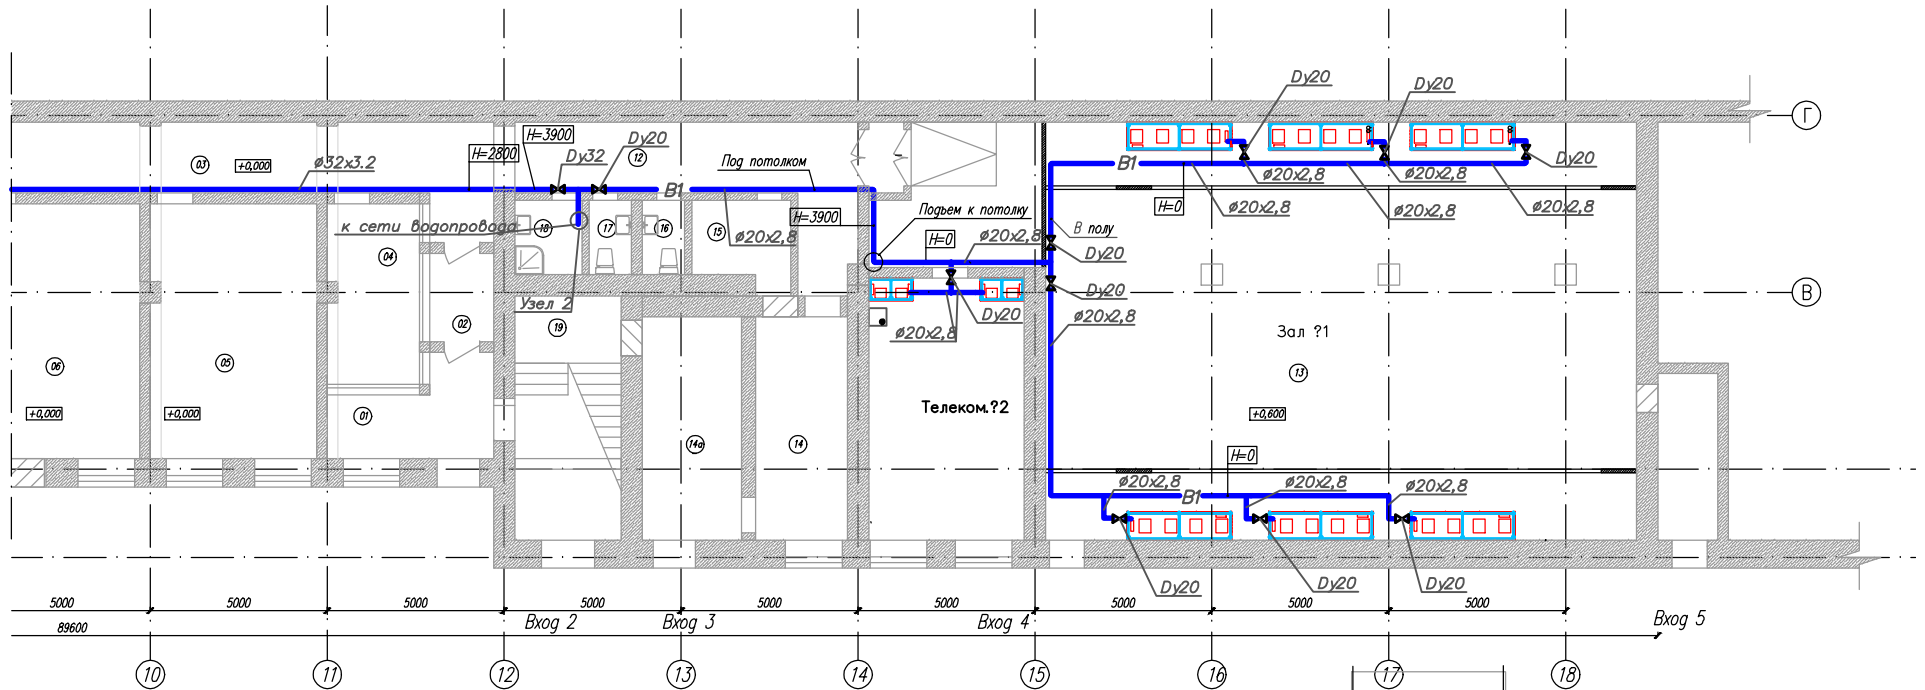 Dy20
Dy20
Г
H=3900
Dy20
03
+0,000
ø32x3.2
H=2800
Dy32
12
Под потолком
B1
Dy20
ø20x2,8
ø20x2,8
B1
H=0
ø20x2,8
ø20x2,8
ø20x2,8
к сети водопровода
18
17
16
15
H=3900
Подъем к потолку
В полу
ø20x2,8
H=0
ø20x2,8
Dy20
04
Узел 2
Dy20
В
02
19
ø20x2,8
Dy20
ø20x2,8
Зал ?1
06
05
13
+0,000
+0,000
01
Телеком.?2
+0,600
14а
14
H=0
ø20x2,8
B1
ø20x2,8
ø20x2,8
Dy20
Dy20
Dy20
5000
5000
5000
5000
5000
5000
5000
5000
5000
89600
Вход 2
Вход 3
Вход 4
Вход 5
10
11
12
13
14
15
16
17
18